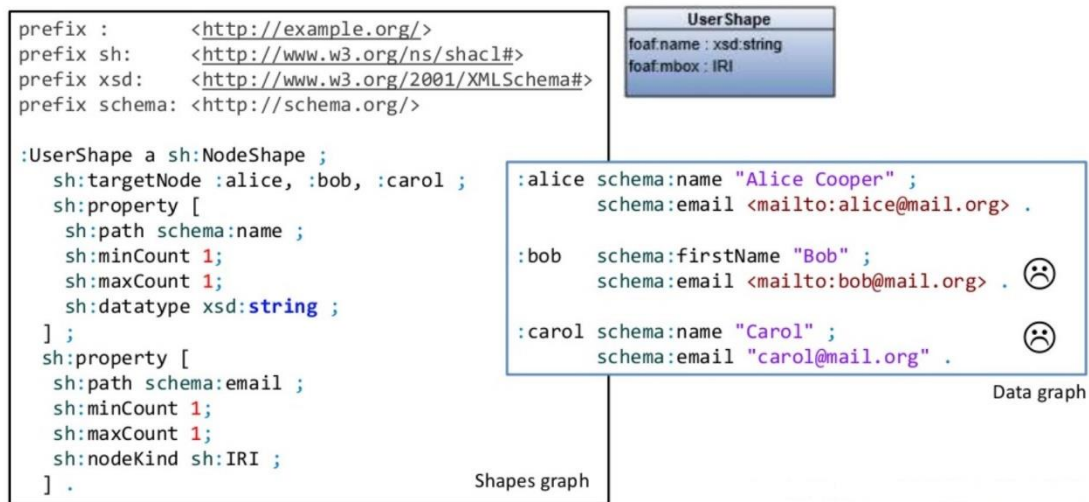 prefix :        <http://example.org/>
prefix sh:      <http://www.w3.org/ns/shacl#>
prefix xsd:     <http://www.w3.org/2001/XMLSchema#>
prefix schema: <http://schema.org/>
:UserShape a sh:NodeShape ;
sh:targetNode :alice, :bob, :carol ;
sh:property [
sh:path schema:name ;
sh:minCount 1;
sh:maxCount 1;
sh:datatype xsd:string ;
] ;
sh:property [
sh:path schema:email ;
sh:minCount 1;
sh:maxCount 1;
sh:nodeKind sh:IRI ;
] .
Shapes graph
UserShape
foaf:name : xsd:string
foaf:mbox : IRI
:alice schema:name "Alice Cooper" ;
schema:email <mailto:alice@mail.org> .
:bob   schema:firstName "Bob" ;
schema:email <mailto:bob@mail.org> .
:carol schema:name "Carol" ;
schema:email "carol@mail.org" .
Data graph